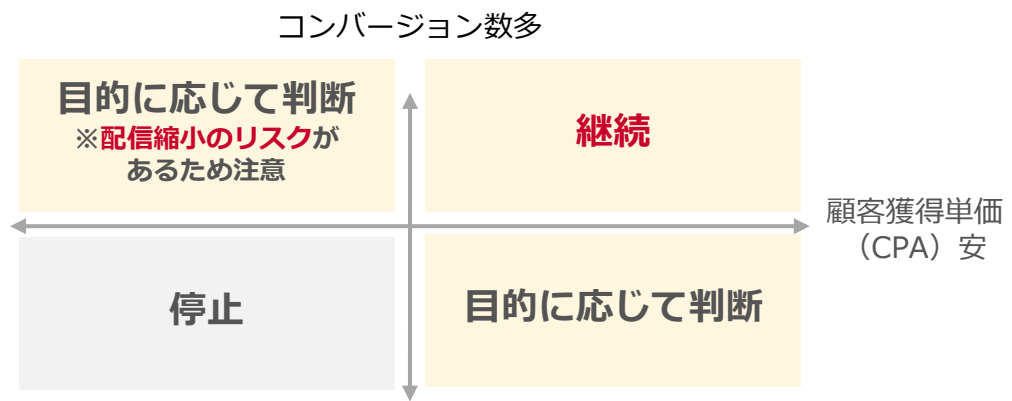 コンバージョン数多
目的に応じて判断
※配信縮小のリスクが
あるため注意
継続
顧客獲得単価
（CPA）安
停止
目的に応じて判断